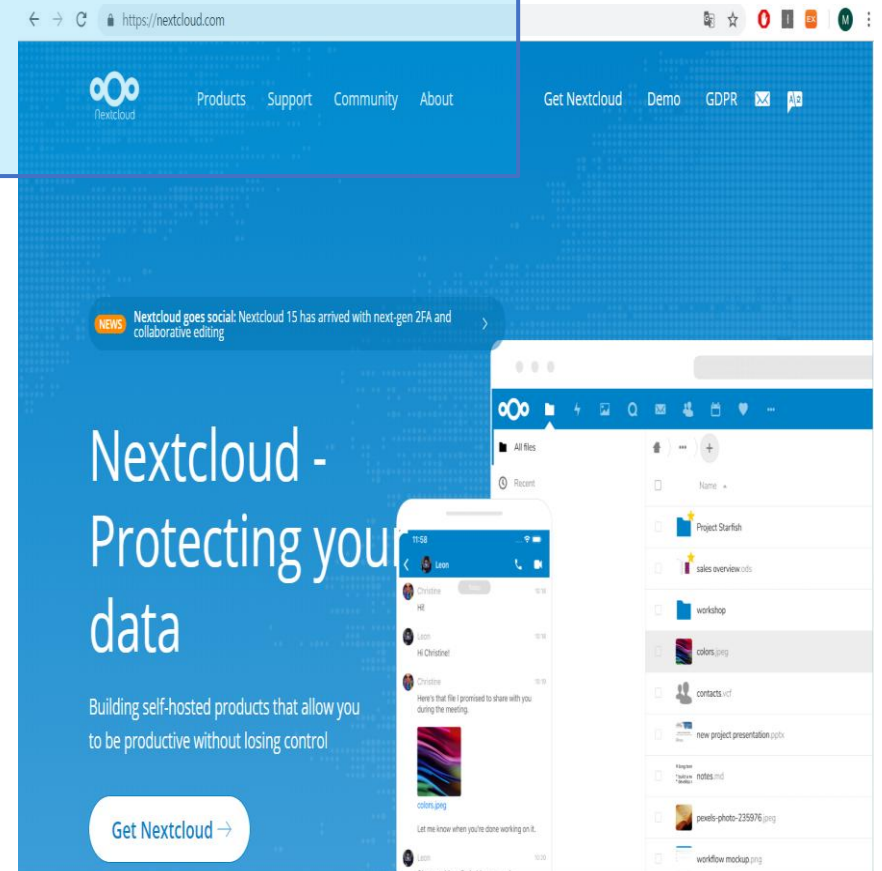 https://nextcloud.com
M
Nextcloud
Products Support Community About Get Nextcloud Demo GDPR
NEWS Nextcloud goes social: Nextcloud 15 has arrived with next-gen 2FA and
collaborative editing
Nextcloud -
Protecting your
data
Building self-hosted products that allow you
to be productive without losing control
Get Nextcloud →
All files
Recent
Name
Project Starfish
sales overview.ods
workshop
colors.jpeg
contacts.vcf
new project presentation.pptx
notes.md
pexels-photo-235976.jpeg
workflow mockup.png
11:58
Leon
Christine
Hi!
Leon
Hi Christine!
Christine
Here's that file I promised to share with you
during the meeting.
colors.jpeg
Let me know when you're done working on it.
Leon